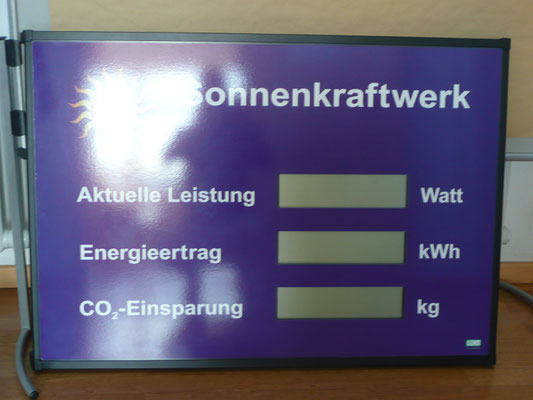 Sonnenkraftwerk
Aktuelle Leistung Watt
Energieertrag kWh
CO₂-Einsparung kg